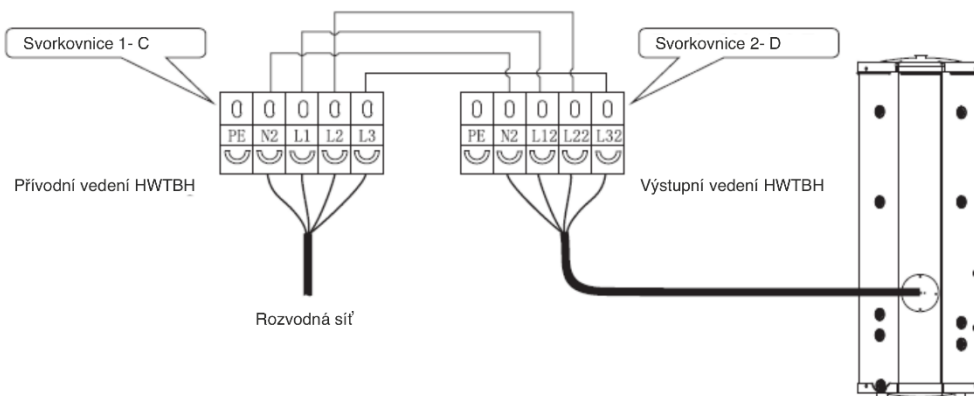 Svorkovnice 1- C
Svorkovnice 2- D
PE N2 L1 L2 L3
PE N2 L12 L22 L32
Přívodní vedení HWTBH
Výstupní vedení HWTBH
Rozvodná síť